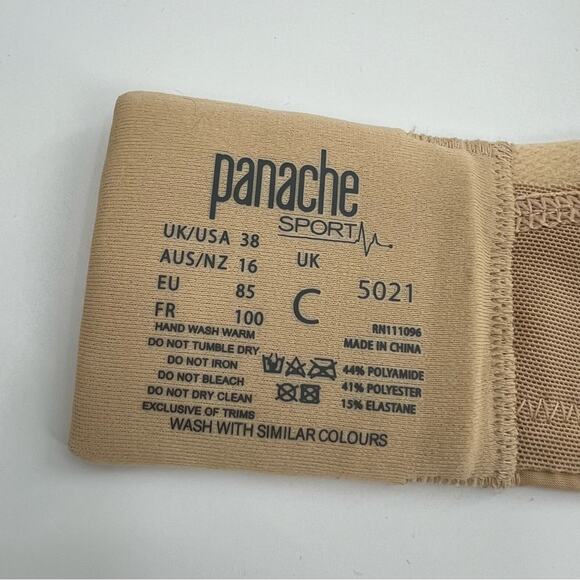 panache
SPORT
UK/USA 38
AUS/NZ 16
EU 85
FR 100
UK
C
5021
HAND WASH WARM
DO NOT TUMBLE DRY
DO NOT IRON
DO NOT BLEACH
DO NOT DRY CLEAN
EXCLUSIVE OF TRIMS
RN111096
MADE IN CHINA
44% POLYAMIDE
41% POLYESTER
15% ELASTANE
WASH WITH SIMILAR COLOURS